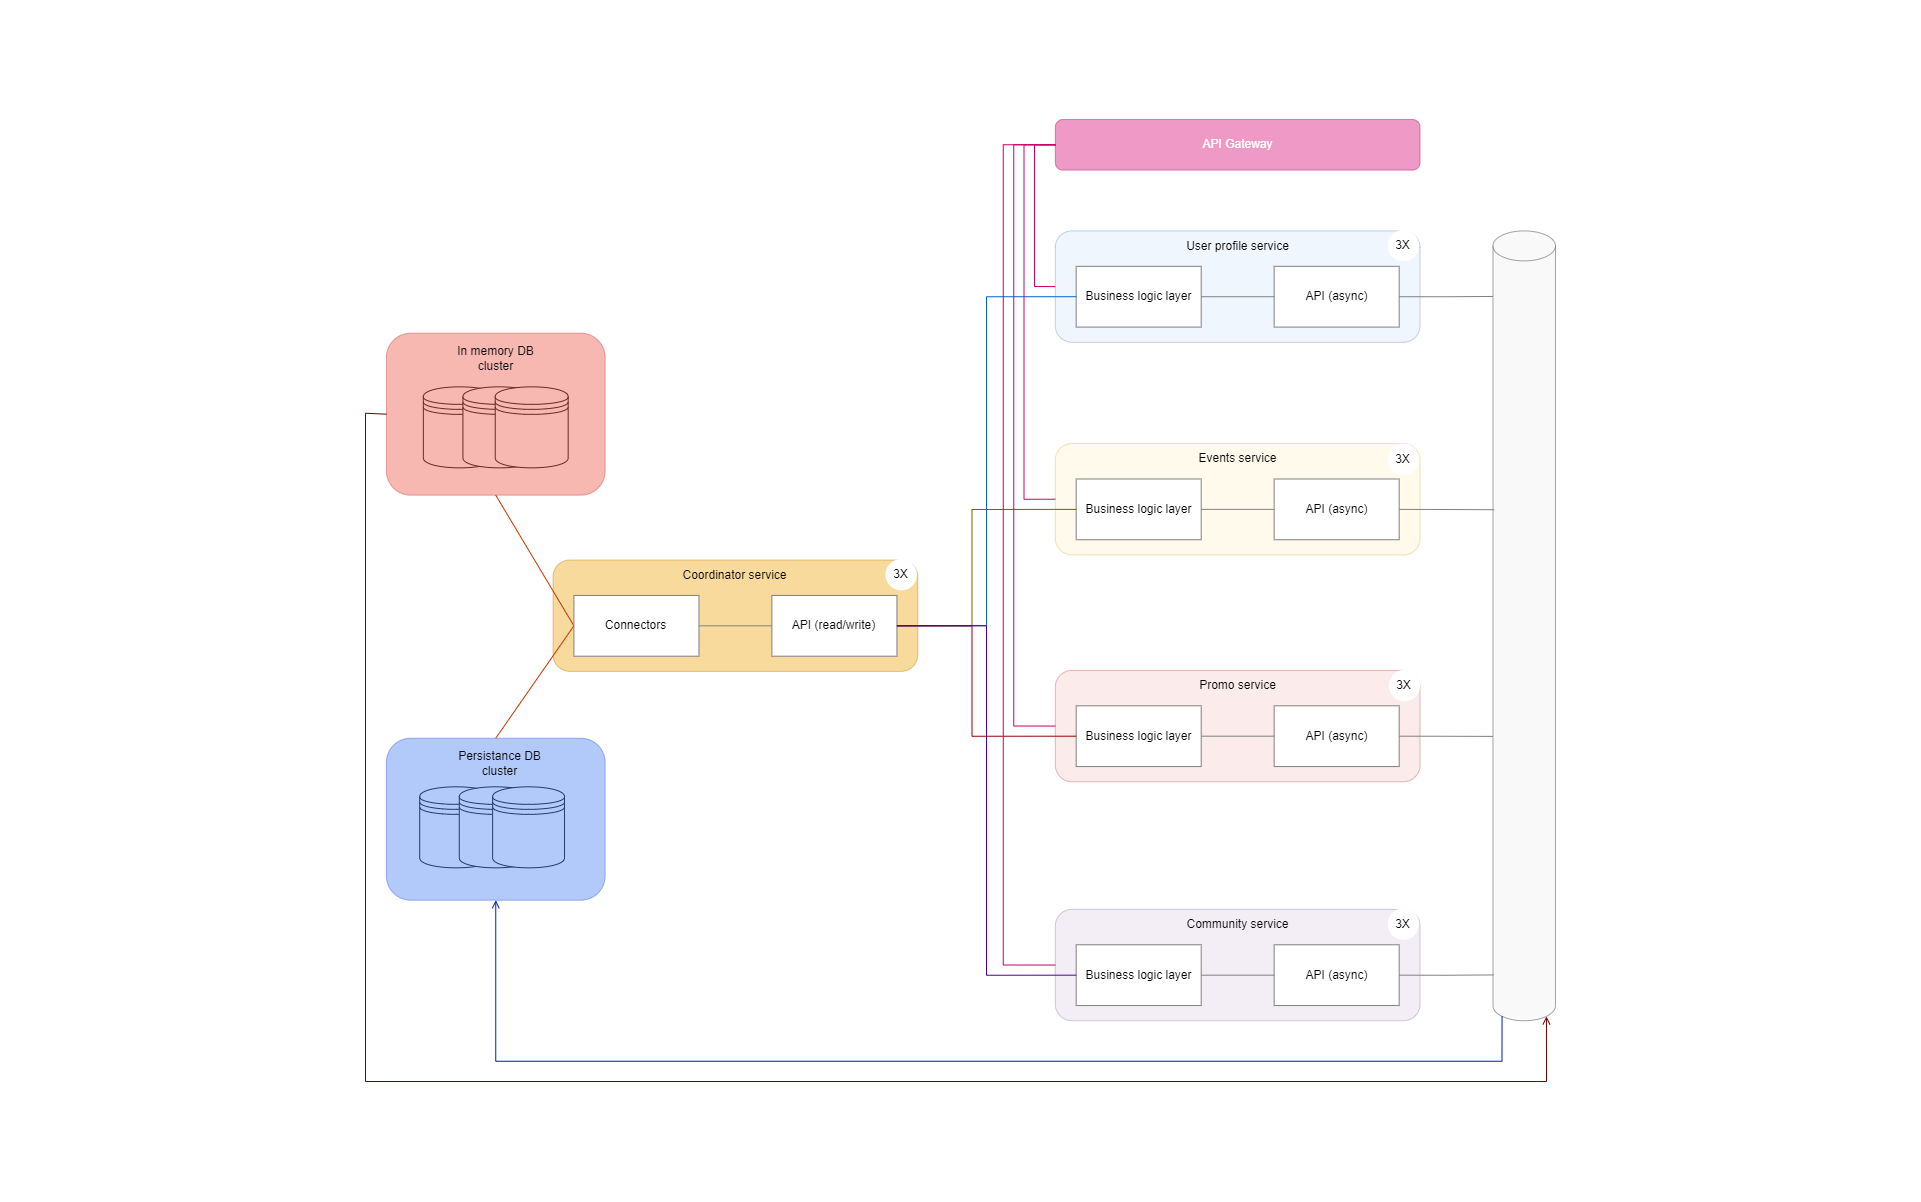 API Gateway
User profile service
3X
Business logic layer
API (async)
In memory DB
cluster
Events service
3X
Business logic layer
API (async)
Coordinator service
3X
Connectors
API (read/write)
Promo service
3X
Business logic layer
API (async)
Persistance DB
cluster
Community service
3X
Business logic layer
API (async)